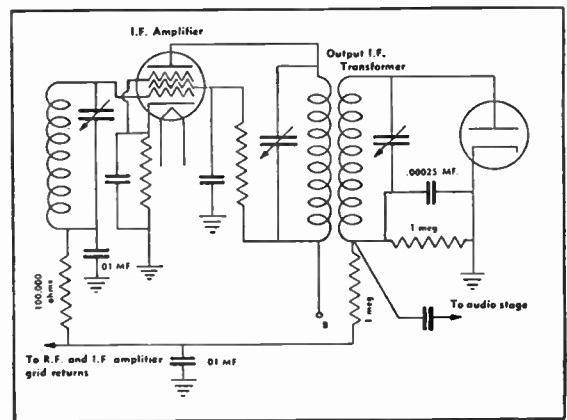 I.F. Amplifier
Output I.F.
Transformer
.00025 MF.
1 meg
.01 MF
100,000
ohms
1 meg
B
To audio stage
To R.F. and I.F amplifier
grid returns
.01 MF